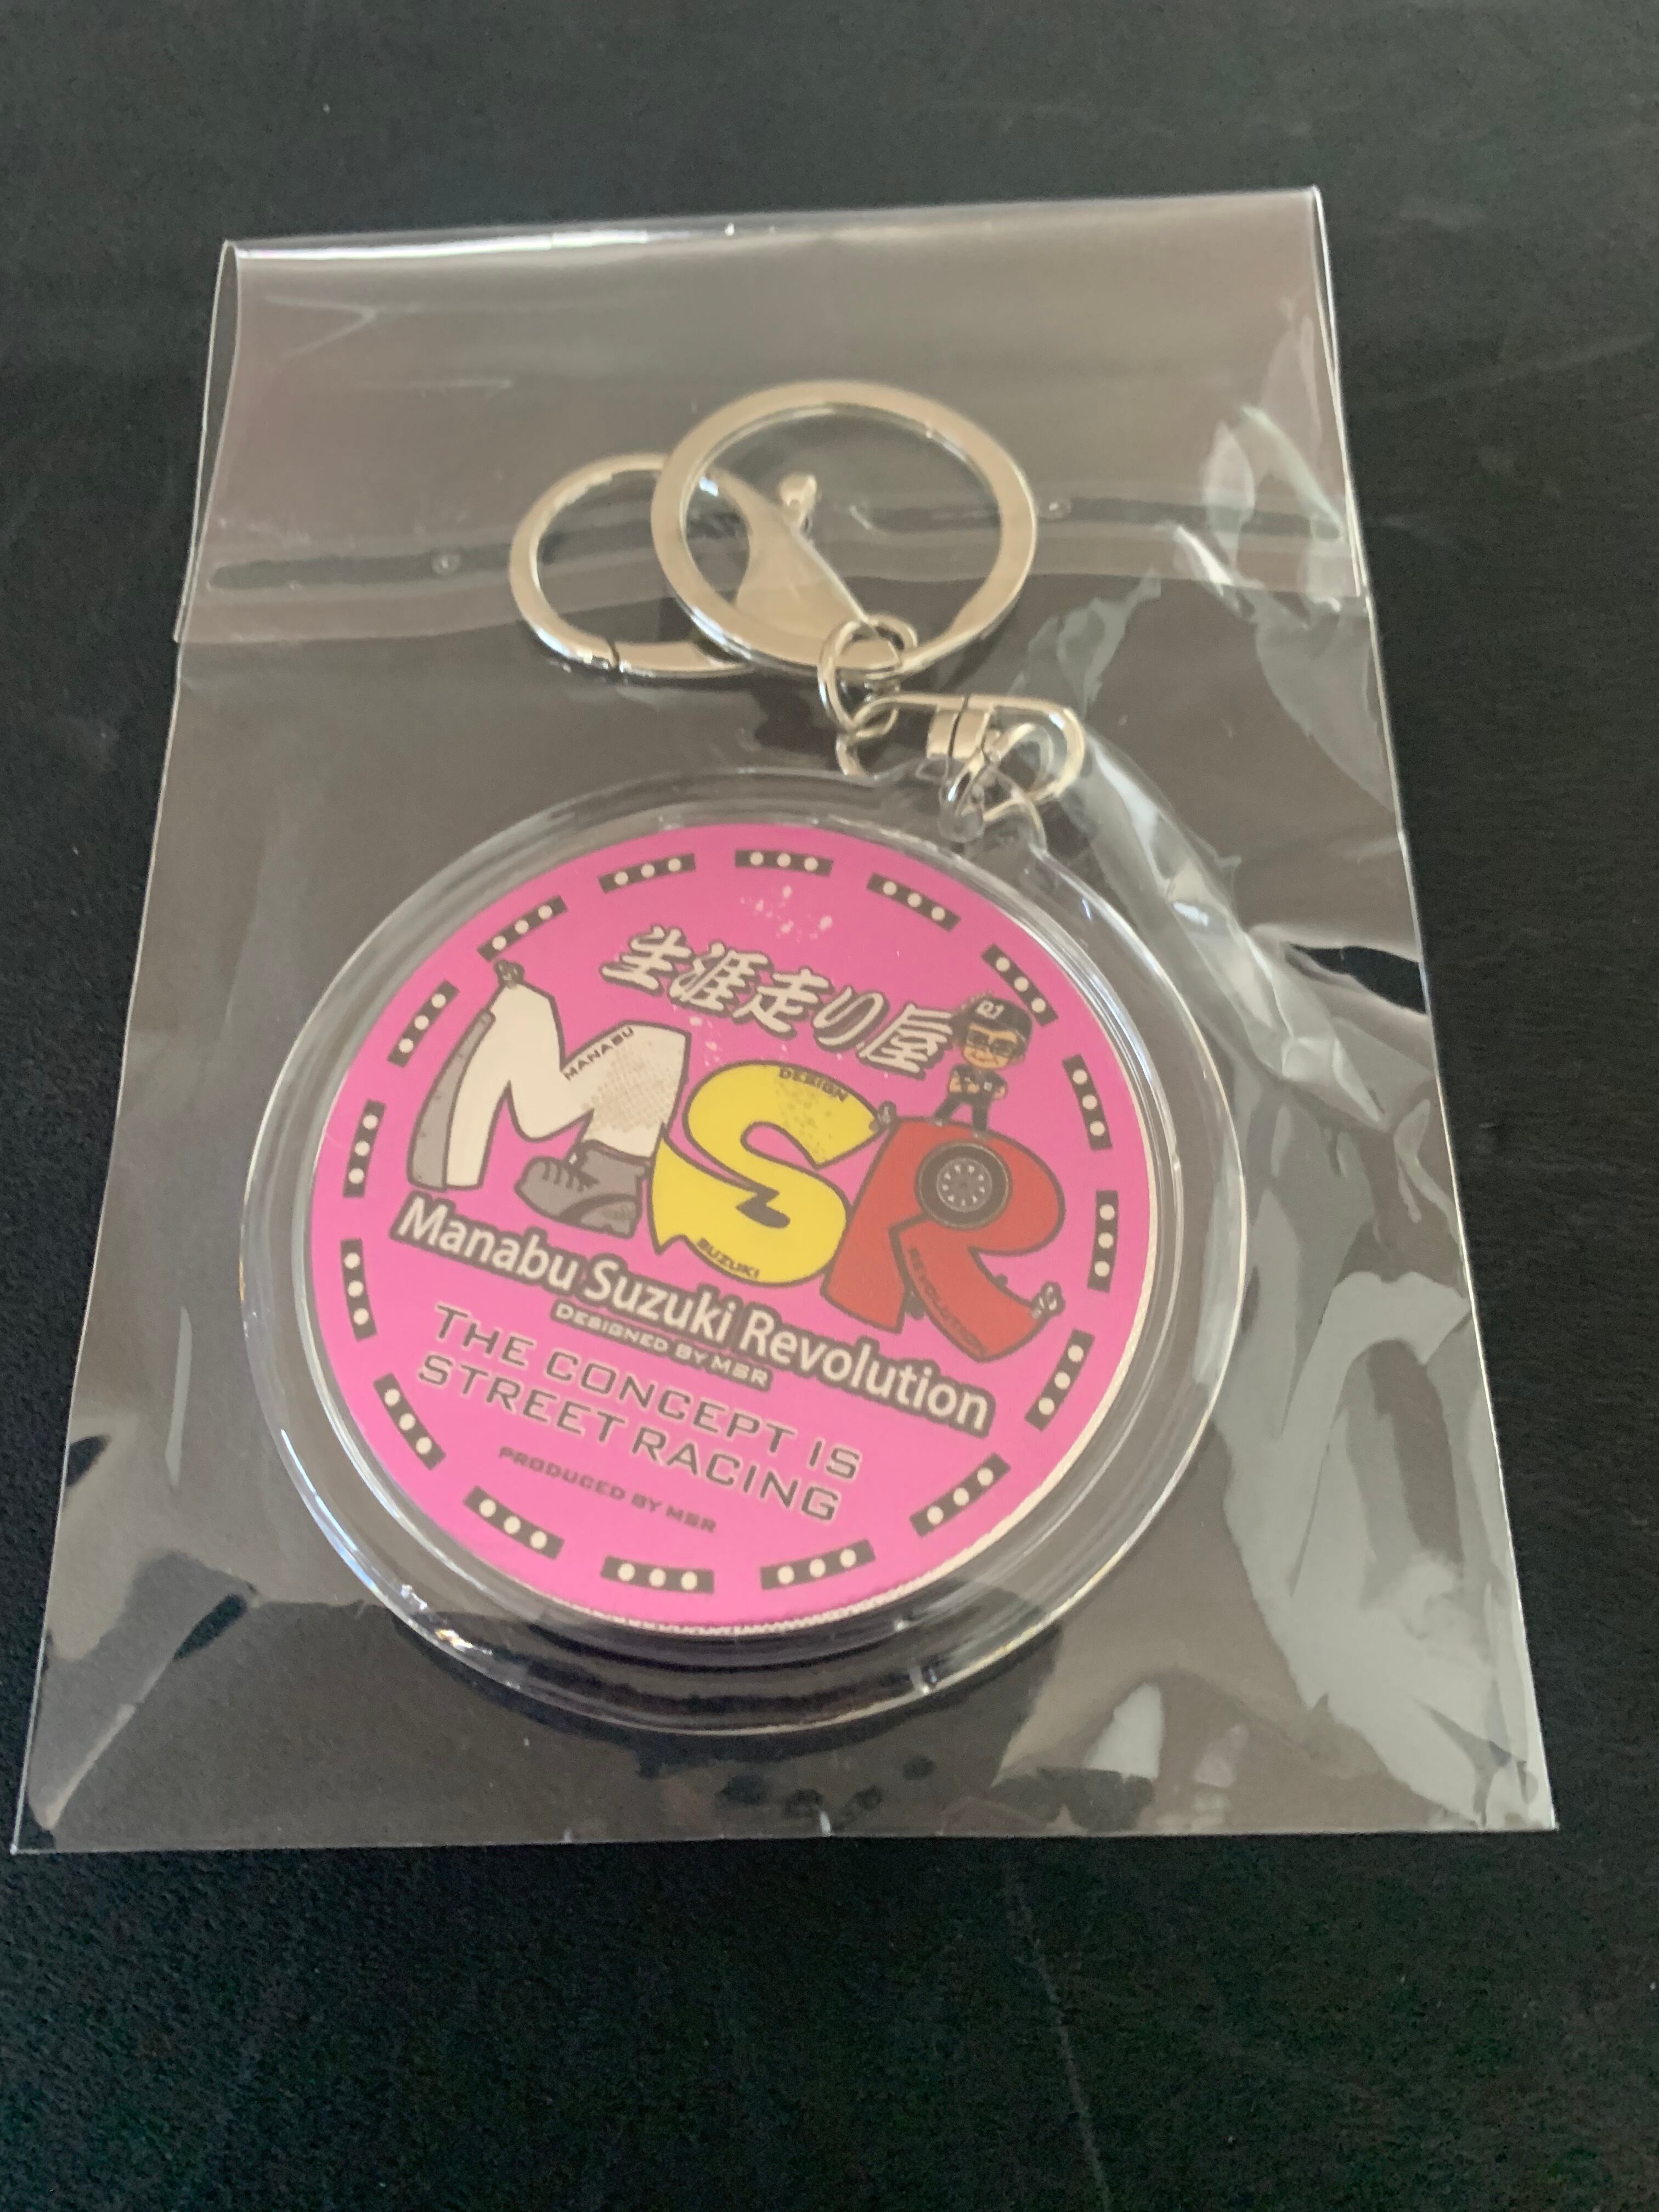 生涯走り屋
MSR
MANABU
DESIGN
SUZUKI
REVOLUTION
Manabu Suzuki Revolution
DESIGNED BY MSR
THE CONCEPT IS
STREET RACING
PRODUCED BY MSR